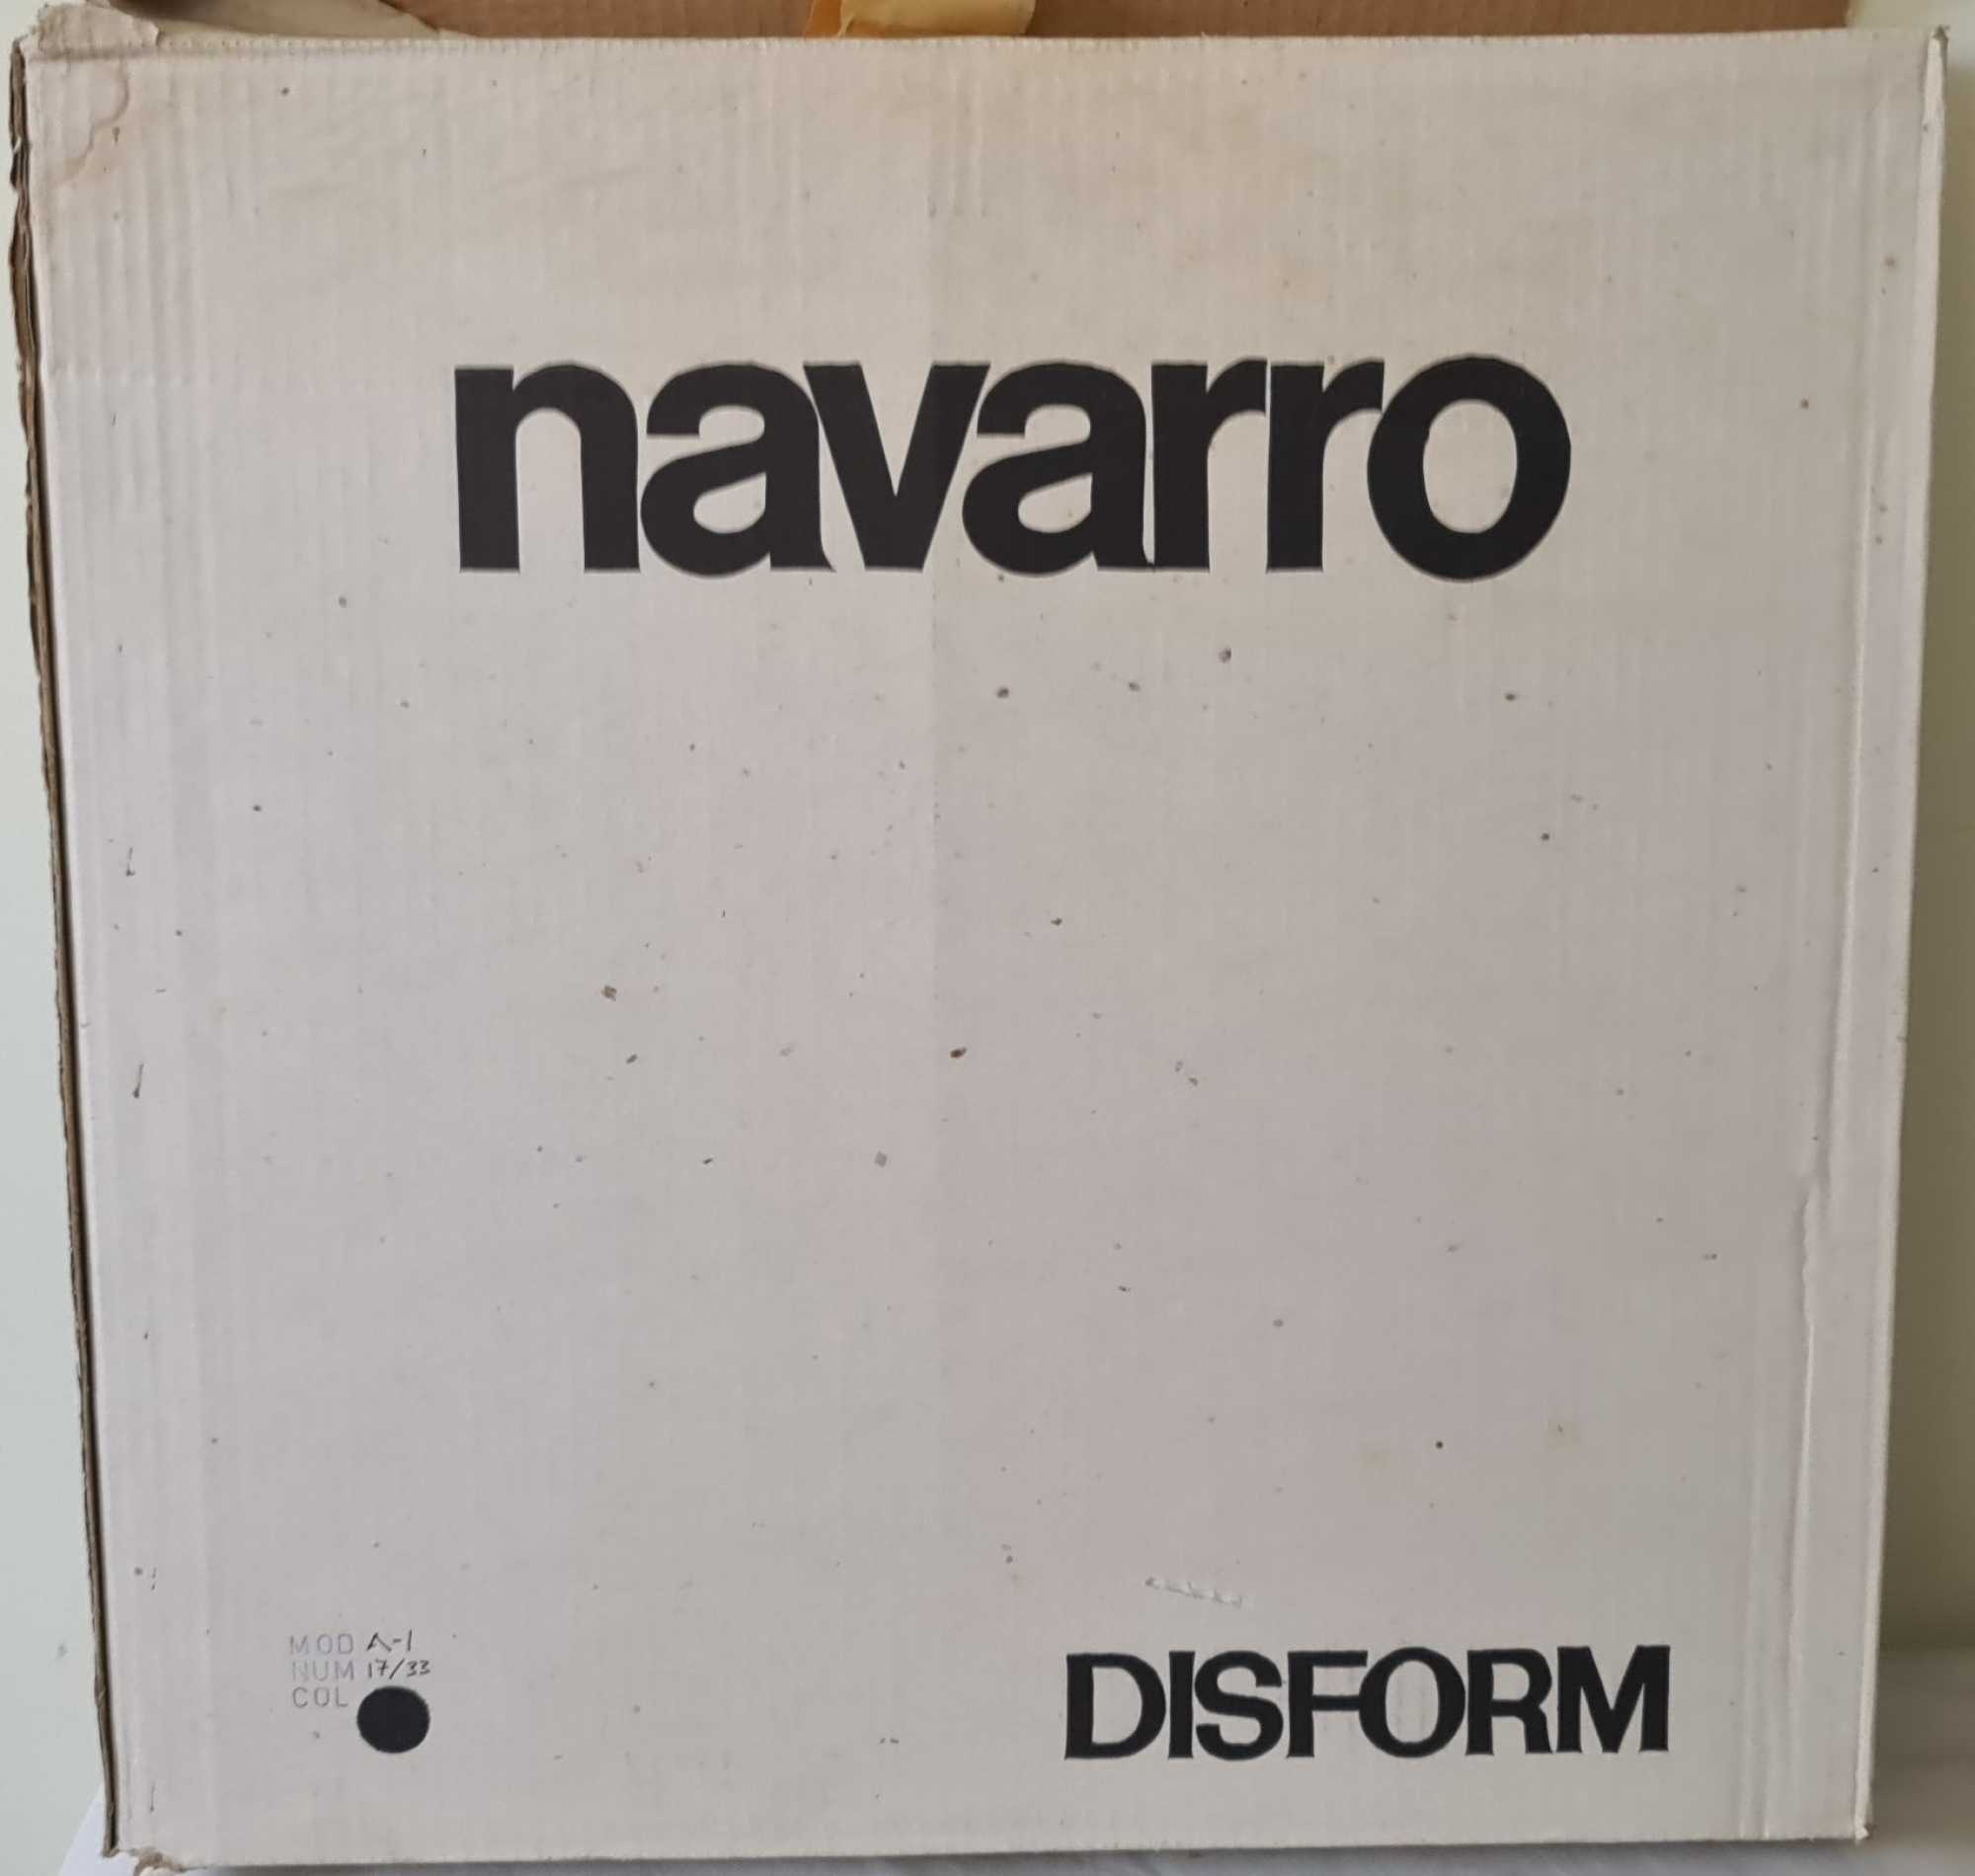 navarro
MOD A-1
NUM 17/33
COL
DISFORM